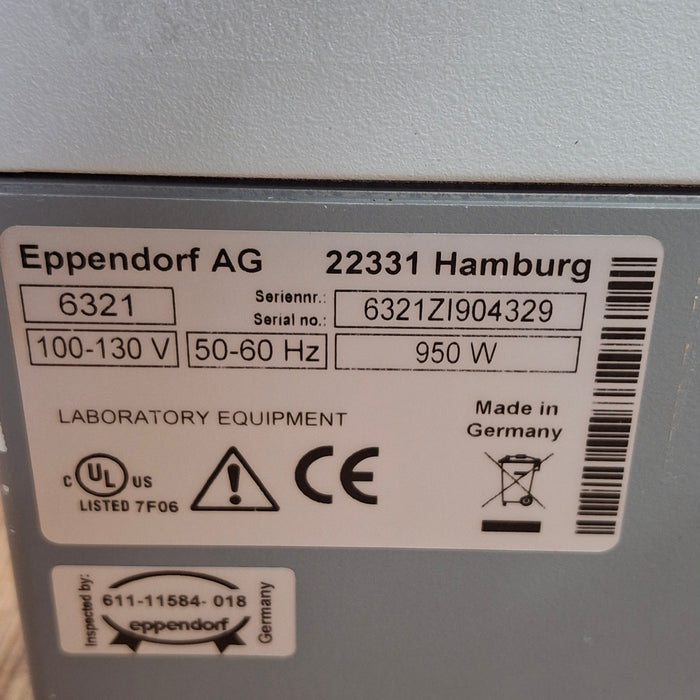 Eppendorf AG 22331 Hamburg
6321 Seriennr.: Serial no.: 6321ZI904329
100-130 V 50-60 Hz 950 W
LABORATORY EQUIPMENT
Made in
Germany
C UL US
LISTED 7F06
CE
Inspected by:
611-11584-018
eppendorf
Germany